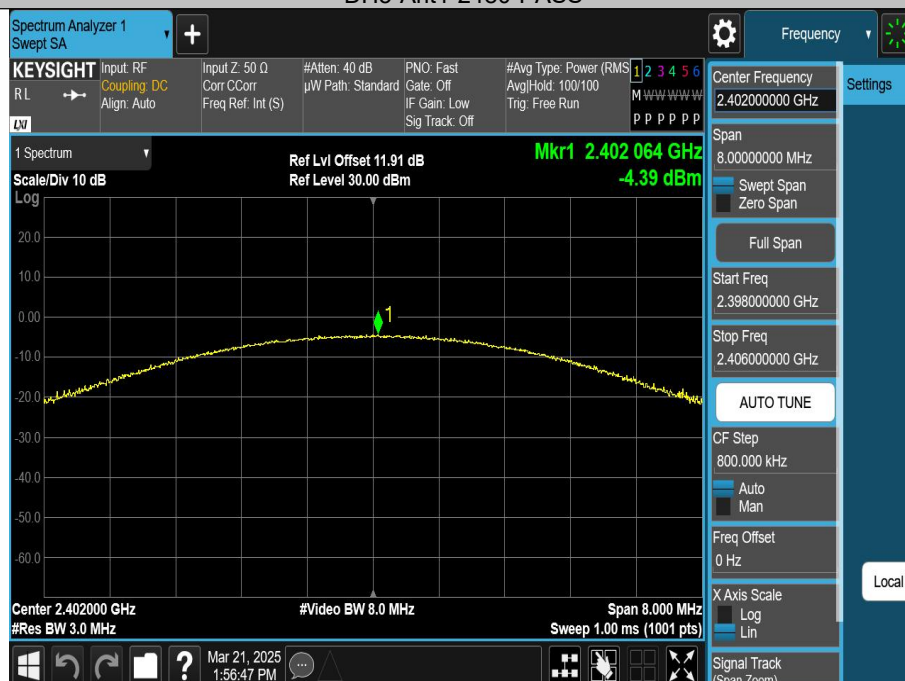 Spectrum Analyzer 1
Swept SA
Frequency
KEYSIGHT
RL
LXI
Input: RF
Coupling: DC
Align: Auto
Input Z: 50 Ω
Corr CCorr
Freq Ref: Int (S)
#Atten: 40 dB
µW Path: Standard
PNO: Fast
Gate: Off
IF Gain: Low
Sig Track: Off
#Avg Type: Power (RMS
Avg|Hold: 100/100
Trig: Free Run
1 2 3 4 5 6
M W W W W W
P P P P P P
1 Spectrum
Scale/Div 10 dB
Log
Ref Lvl Offset 11.91 dB
Ref Level 30.00 dBm
Mkr1 2.402 064 GHz
-4.39 dBm
20.0
10.0
0.00
-10.0
-20.0
-30.0
-40.0
-50.0
-60.0
1
Center 2.402000 GHz
#Res BW 3.0 MHz
#Video BW 8.0 MHz
Span 8.000 MHz
Sweep 1.00 ms (1001 pts)
Mar 21, 2025
1:56:47 PM
Center Frequency
2.402000000 GHz
Span
8.00000000 MHz
Swept Span
Zero Span
Full Span
Start Freq
2.398000000 GHz
Stop Freq
2.406000000 GHz
AUTO TUNE
CF Step
800.000 kHz
Auto
Man
Freq Offset
0 Hz
X Axis Scale
Log
Lin
Signal Track
(Span Zoom)
Settings
Local